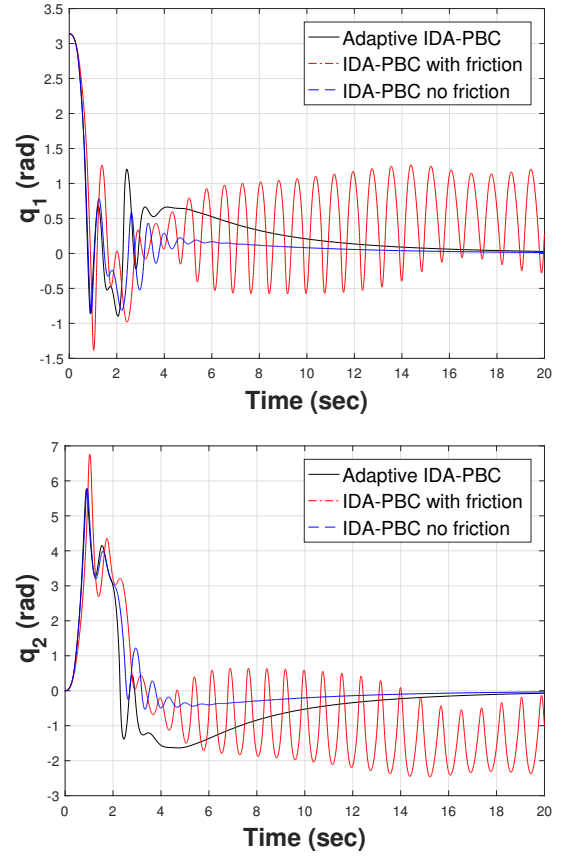 3.5
3
2.5
2
1.5
1
0.5
0
-0.5
-1
-1.5
q1 (rad)
Adaptive IDA-PBC
IDA-PBC with friction
IDA-PBC no friction
0 2 4 6 8 10 12 14 16 18 20
Time (sec)
7
6
5
4
3
2
1
0
-1
-2
-3
q2 (rad)
Adaptive IDA-PBC
IDA-PBC with friction
IDA-PBC no friction
0 2 4 6 8 10 12 14 16 18 20
Time (sec)